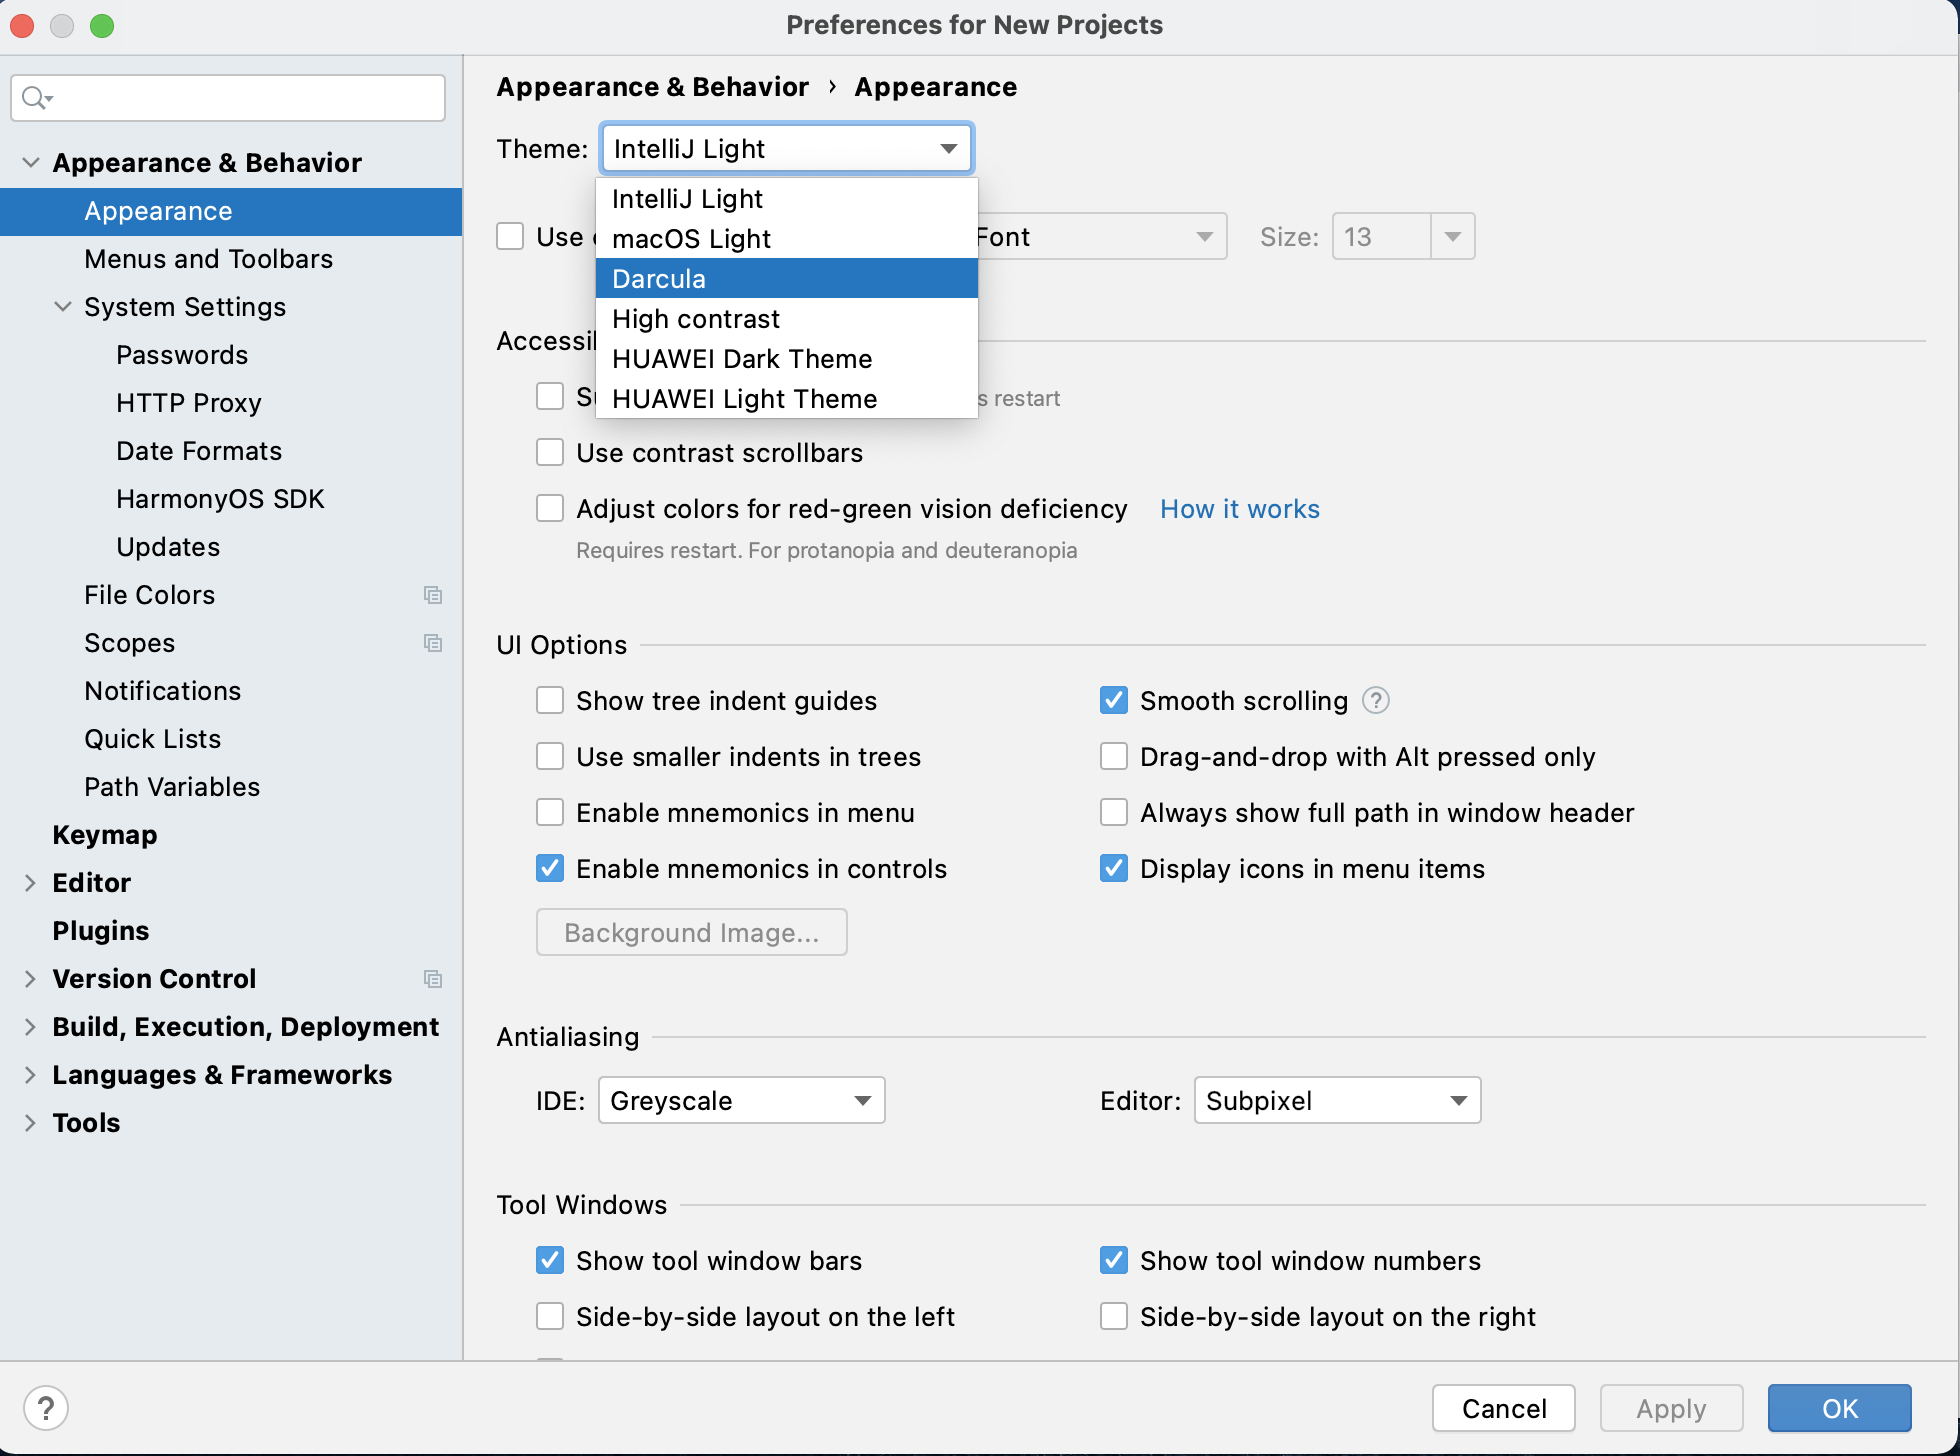 Preferences for New Projects
Appearance & Behavior
Appearance
Menus and Toolbars
System Settings
Passwords
HTTP Proxy
Date Formats
HarmonyOS SDK
Updates
File Colors
Scopes
Notifications
Quick Lists
Path Variables
Keymap
Editor
Plugins
Version Control
Build, Execution, Deployment
Languages & Frameworks
Tools
Appearance & Behavior › Appearance
Theme: IntelliJ Light
IntelliJ Light
macOS Light
Darcula
High contrast
HUAWEI Dark Theme
HUAWEI Light Theme
Use Font Size: 13
restart
Use contrast scrollbars
Adjust colors for red-green vision deficiency How it works
Requires restart. For protanopia and deuteranopia
UI Options
Show tree indent guides Smooth scrolling ?
Use smaller indents in trees Drag-and-drop with Alt pressed only
Enable mnemonics in menu Always show full path in window header
Enable mnemonics in controls Display icons in menu items
Background Image...
Antialiasing
IDE: Greyscale Editor: Subpixel
Tool Windows
Show tool window bars Show tool window numbers
Side-by-side layout on the left Side-by-side layout on the right
? Cancel Apply OK